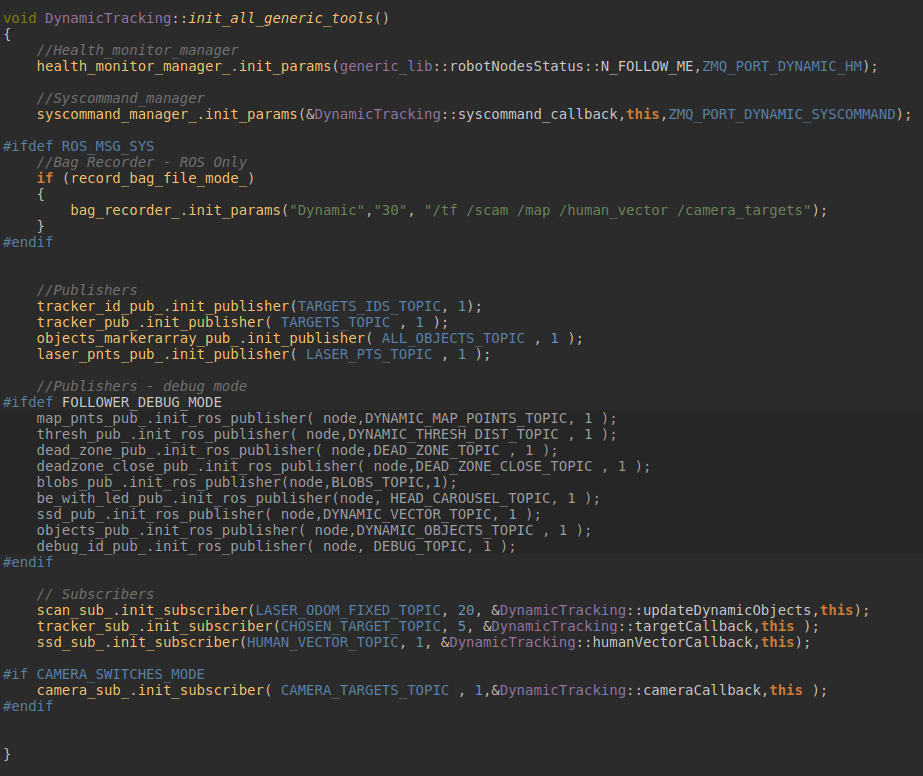 void DynamicTracking::init_all_generic_tools()
{
    //Health_monitor_manager
    health_monitor_manager_.init_params(generic_lib::robotNodesStatus::N_FOLLOW_ME,ZMQ_PORT_DYNAMIC_HM);
    //Syscommand_manager
    syscommand_manager_.init_params(&DynamicTracking::syscommand_callback,this,ZMQ_PORT_DYNAMIC_SYSCOMMAND);
#ifdef ROS_MSG_SYS
    //Bag Recorder - ROS Only
    if (record_bag_file_mode_)
    {
        bag_recorder_.init_params("Dynamic","30", "/tf /scam /map /human_vector /camera_targets");
    }
#endif
    //Publishers
    tracker_id_pub_.init_publisher(TARGETS_IDS_TOPIC, 1);
    tracker_pub_.init_publisher( TARGETS_TOPIC , 1 );
    objects_markerarray_pub_.init_publisher( ALL_OBJECTS_TOPIC , 1 );
    laser_pnts_pub_.init_publisher( LASER_PTS_TOPIC , 1 );
    //Publishers - debug mode
#ifdef FOLLOWER_DEBUG_MODE
    map_pnts_pub_.init_ros_publisher( node,DYNAMIC_MAP_POINTS_TOPIC, 1 );
    thresh_pub_.init_ros_publisher( node,DYNAMIC_THRESH_DIST_TOPIC , 1 );
    dead_zone_pub_.init_ros_publisher( node,DEAD_ZONE_TOPIC , 1 );
    deadzone_close_pub_.init_ros_publisher( node,DEAD_ZONE_CLOSE_TOPIC , 1 );
    blobs_pub_.init_ros_publisher(node,BLOBS_TOPIC,1);
    be_with_led_pub_.init_ros_publisher(node, HEAD_CAROUSEL_TOPIC, 1 );
    ssd_pub_.init_ros_publisher( node,DYNAMIC_VECTOR_TOPIC, 1 );
    objects_pub_.init_ros_publisher( node,DYNAMIC_OBJECTS_TOPIC , 1 );
    debug_id_pub_.init_ros_publisher( node, DEBUG_TOPIC, 1 );
#endif
    // Subscribers
    scan_sub_.init_subscriber(LASER_ODOM_FIXED_TOPIC, 20, &DynamicTracking::updateDynamicObjects,this);
    tracker_sub_.init_subscriber(CHOSEN_TARGET_TOPIC, 5, &DynamicTracking::targetCallback,this );
    ssd_sub_.init_subscriber(HUMAN_VECTOR_TOPIC, 1, &DynamicTracking::humanVectorCallback,this);
#if CAMERA_SWITCHES_MODE
    camera_sub_.init_subscriber( CAMERA_TARGETS_TOPIC , 1,&DynamicTracking::cameraCallback,this );
#endif
}